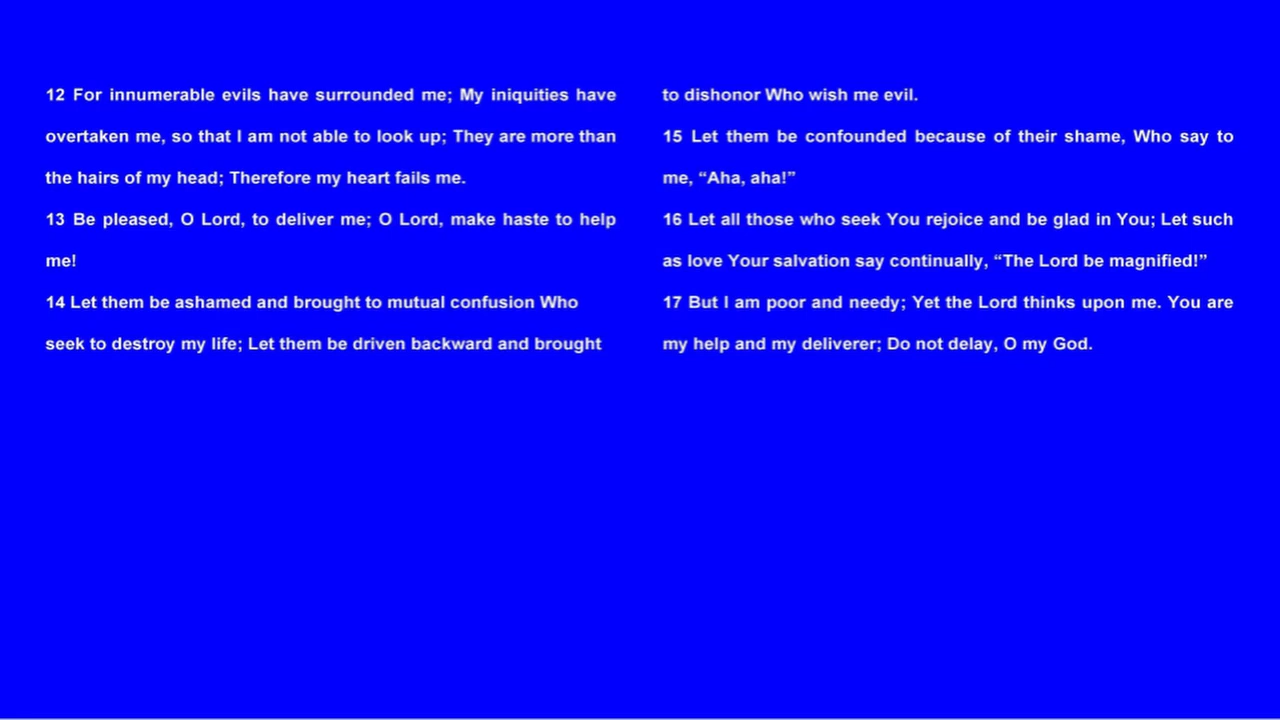 12 For innumerable evils have surrounded me; My iniquities have
overtaken me, so that I am not able to look up; They are more than
the hairs of my head; Therefore my heart fails me.
13 Be pleased, O Lord, to deliver me; O Lord, make haste to help
me!
14 Let them be ashamed and brought to mutual confusion Who
seek to destroy my life; Let them be driven backward and brought
to dishonor Who wish me evil.
15 Let them be confounded because of their shame, Who say to
me, “Aha, aha!”
16 Let all those who seek You rejoice and be glad in You; Let such
as love Your salvation say continually, “The Lord be magnified!”
17 But I am poor and needy; Yet the Lord thinks upon me. You are
my help and my deliverer; Do not delay, O my God.